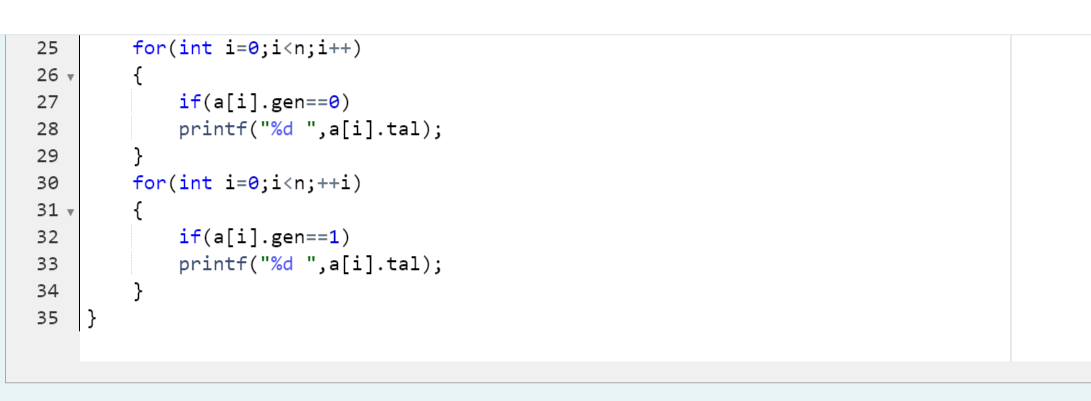 25 for(int i=0;i<n;i++)
26 {
27 if(a[i].gen==0)
28 printf("%d ",a[i].tal);
29 }
30 for(int i=0;i<n;++i)
31 {
32 if(a[i].gen==1)
33 printf("%d ",a[i].tal);
34 }
35 }